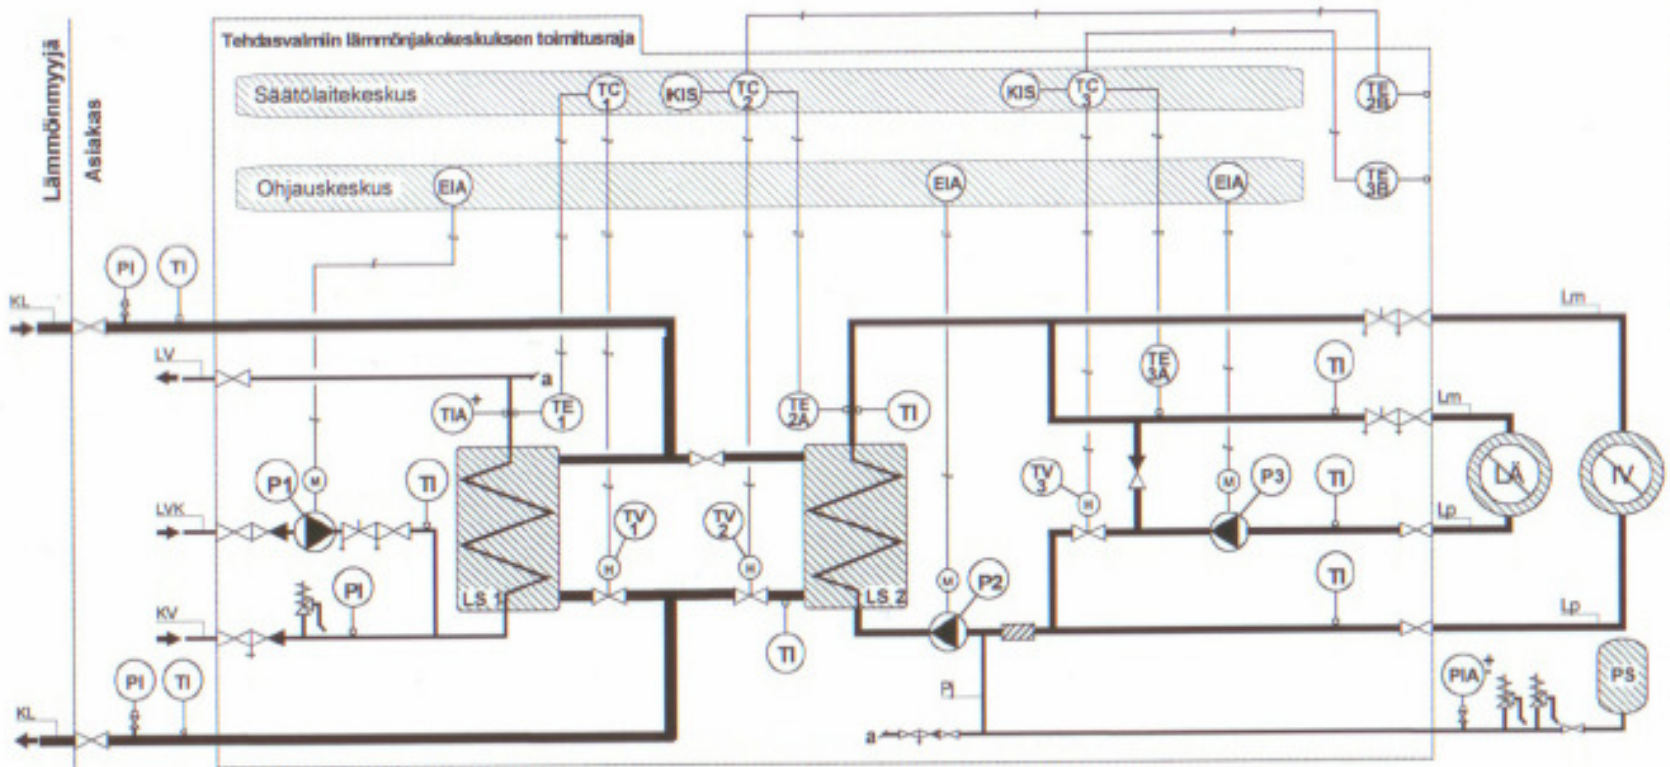 Tehdasvalmiin lämmönjakokeskuksen toimitusraja
Lämmönmyyjä
Asiakas
Säätölaitekeskus
TC 1
KIS
TC 2
KIS
TC 3
TE 2B
Ohjauskeskus
EIA
EIA
EIA
TE 3B
PI
TI
KL
Lm
LV
a
TIA +
TE 1
TE 2A
TI
TE 3A
TI
Lm
P1
M
TI
TV 1
TV 2
TV 3
H
M
P3
TI
LÄ
IV
LVK
Lp
H
H
M
P2
TI
PI
LS 1
LS 2
KV
Lp
TI
PI
TI
Pj
PIA + -
PS
KL
a